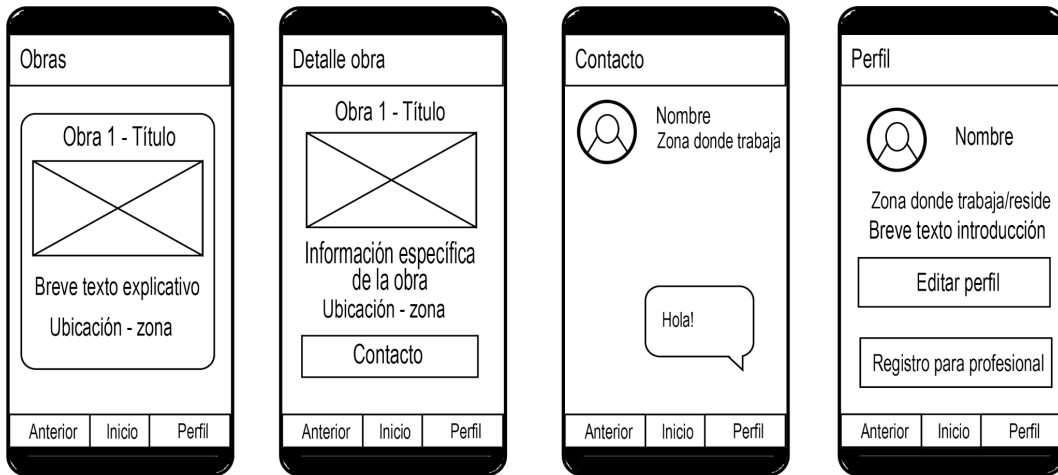 Obras
Obra 1 - Título
Breve texto explicativo
Ubicación - zona
Anterior Inicio Perfil
Detalle obra
Obra 1 - Título
Información específica
de la obra
Ubicación - zona
Contacto
Anterior Inicio Perfil
Contacto
Nombre
Zona donde trabaja
Hola!
Anterior Inicio Perfil
Perfil
Nombre
Zona donde trabaja/reside
Breve texto introducción
Editar perfil
Registro para profesional
Anterior Inicio Perfil